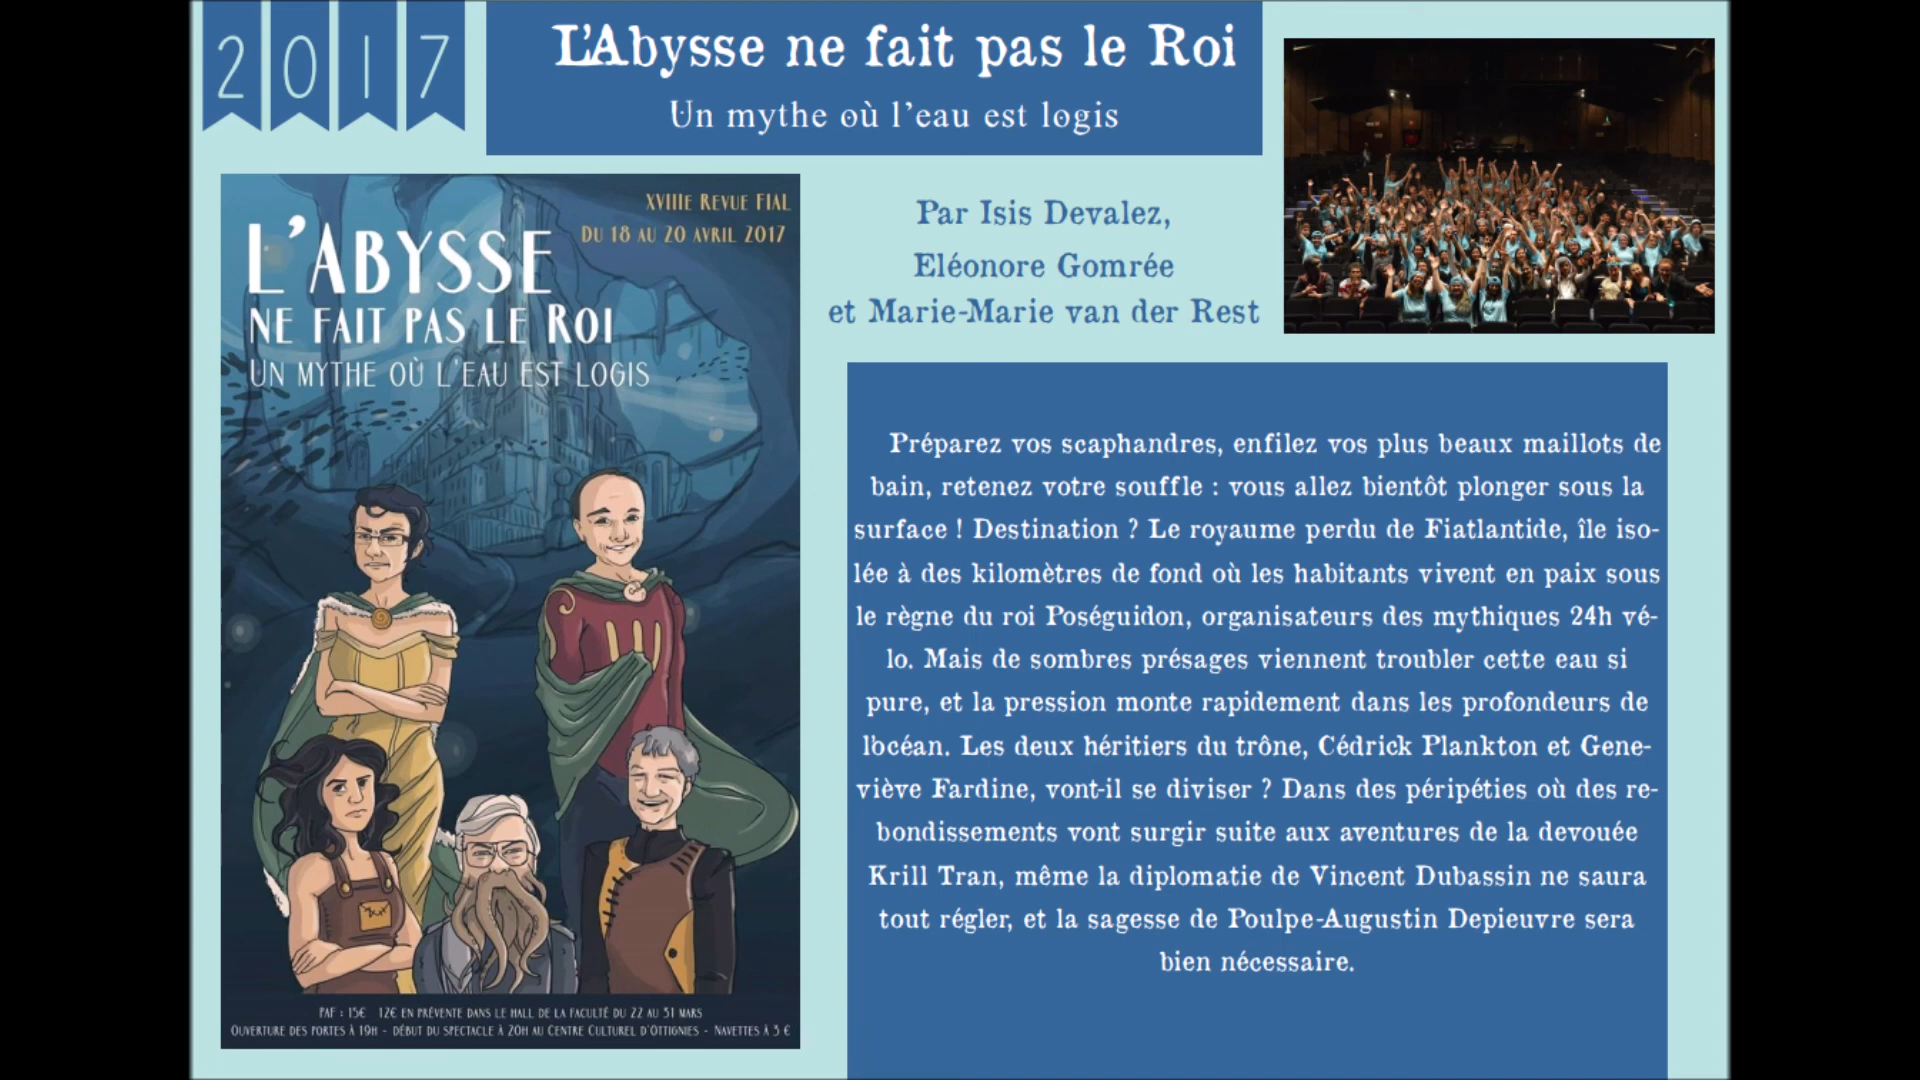 2017
L'Abysse ne fait pas le Roi
Un mythe où l'eau est logis
XVIIIe Revue FIAL
Du 18 au 20 avril 2017
L'Abysse
ne fait pas le Roi
Un mythe où l'eau est logis
PAF : 15€ 12€ en prévente dans le hall de la faculté du 22 au 31 mars
Ouverture des portes à 19h - Début du spectacle à 20h au Centre Culturel d'Ottignies - Navettes à 3 €
Par Isis Devalez,
Eléonore Gomrée
et Marie-Marie van der Rest
Préparez vos scaphandres, enfilez vos plus beaux maillots de
bain, retenez votre souffle : vous allez bientôt plonger sous la
surface ! Destination ? Le royaume perdu de Fiatlantide, île iso-
lée à des kilomètres de fond où les habitants vivent en paix sous
le règne du roi Poséguidon, organisateurs des mythiques 24h vé-
lo. Mais de sombres présages viennent troubler cette eau si
pure, et la pression monte rapidement dans les profondeurs de
l'océan. Les deux héritiers du trône, Cédrick Plankton et Gene-
viève Fardine, vont-il se diviser ? Dans des péripéties où des re-
bondissements vont surgir suite aux aventures de la devouée
Krill Tran, même la diplomatie de Vincent Dubassin ne saura
tout régler, et la sagesse de Poulpe-Augustin Depieuvre sera
bien nécessaire.